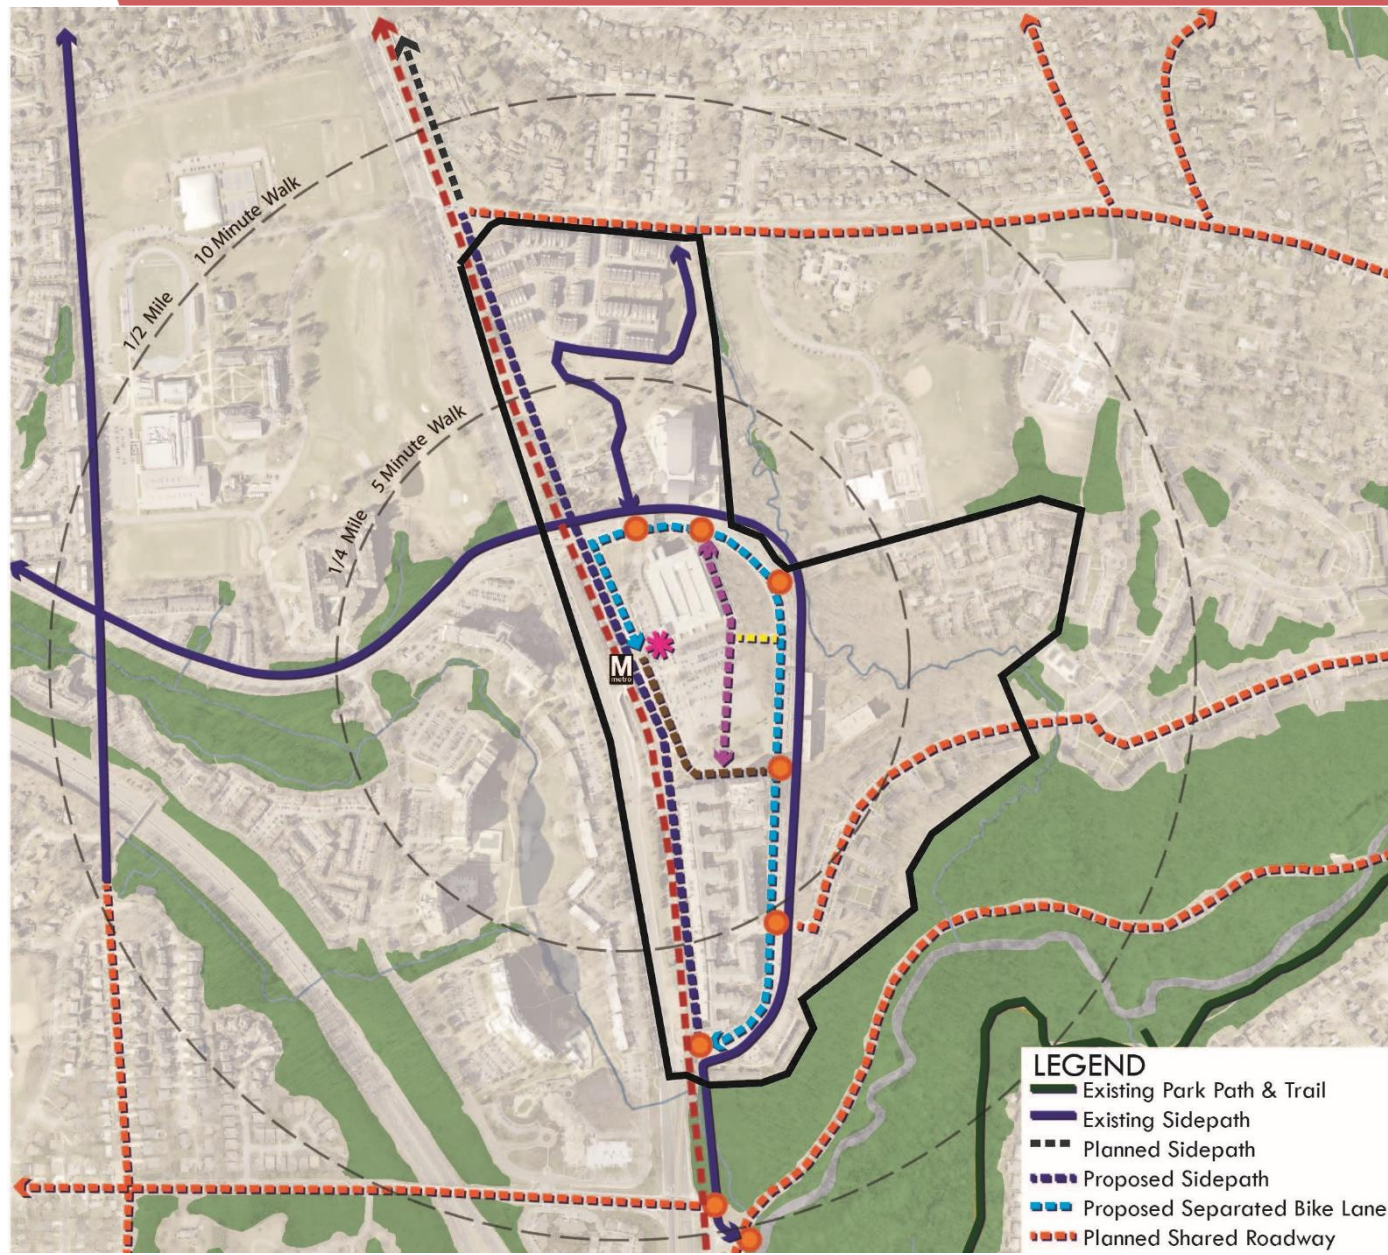 10 Minute Walk
1/2 Mile
5 Minute Walk
1/4 Mile
M
metro
LEGEND
Existing Park Path & Trail
Existing Sidepath
Planned Sidepath
Proposed Sidepath
Proposed Separated Bike Lane
Planned Shared Roadway